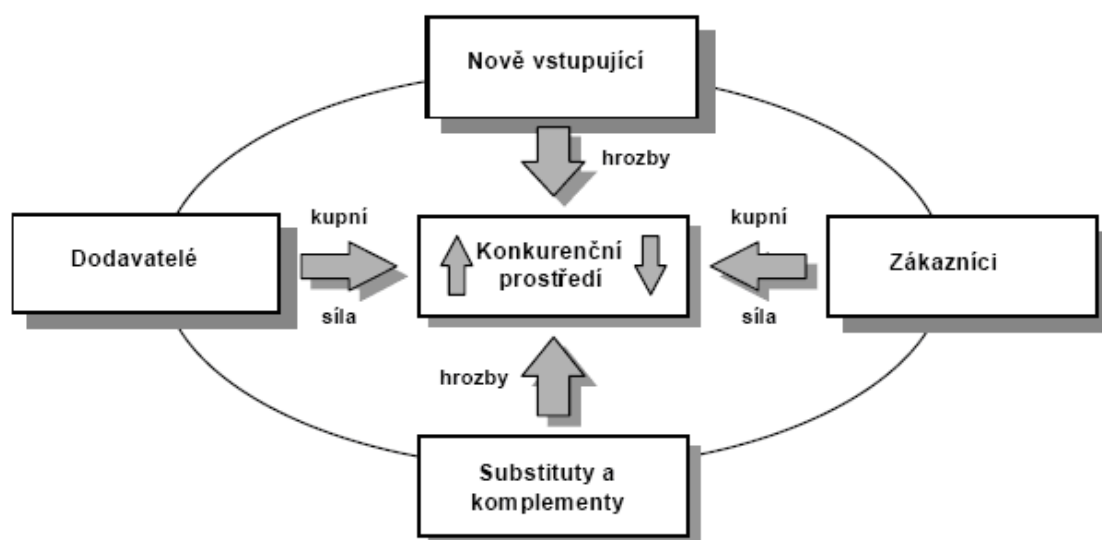 Nově vstupující
hrozby
kupní
Dodavatelé
síla
Konkurenční
prostředí
kupní
Zákazníci
síla
hrozby
Substituty a
komplementy